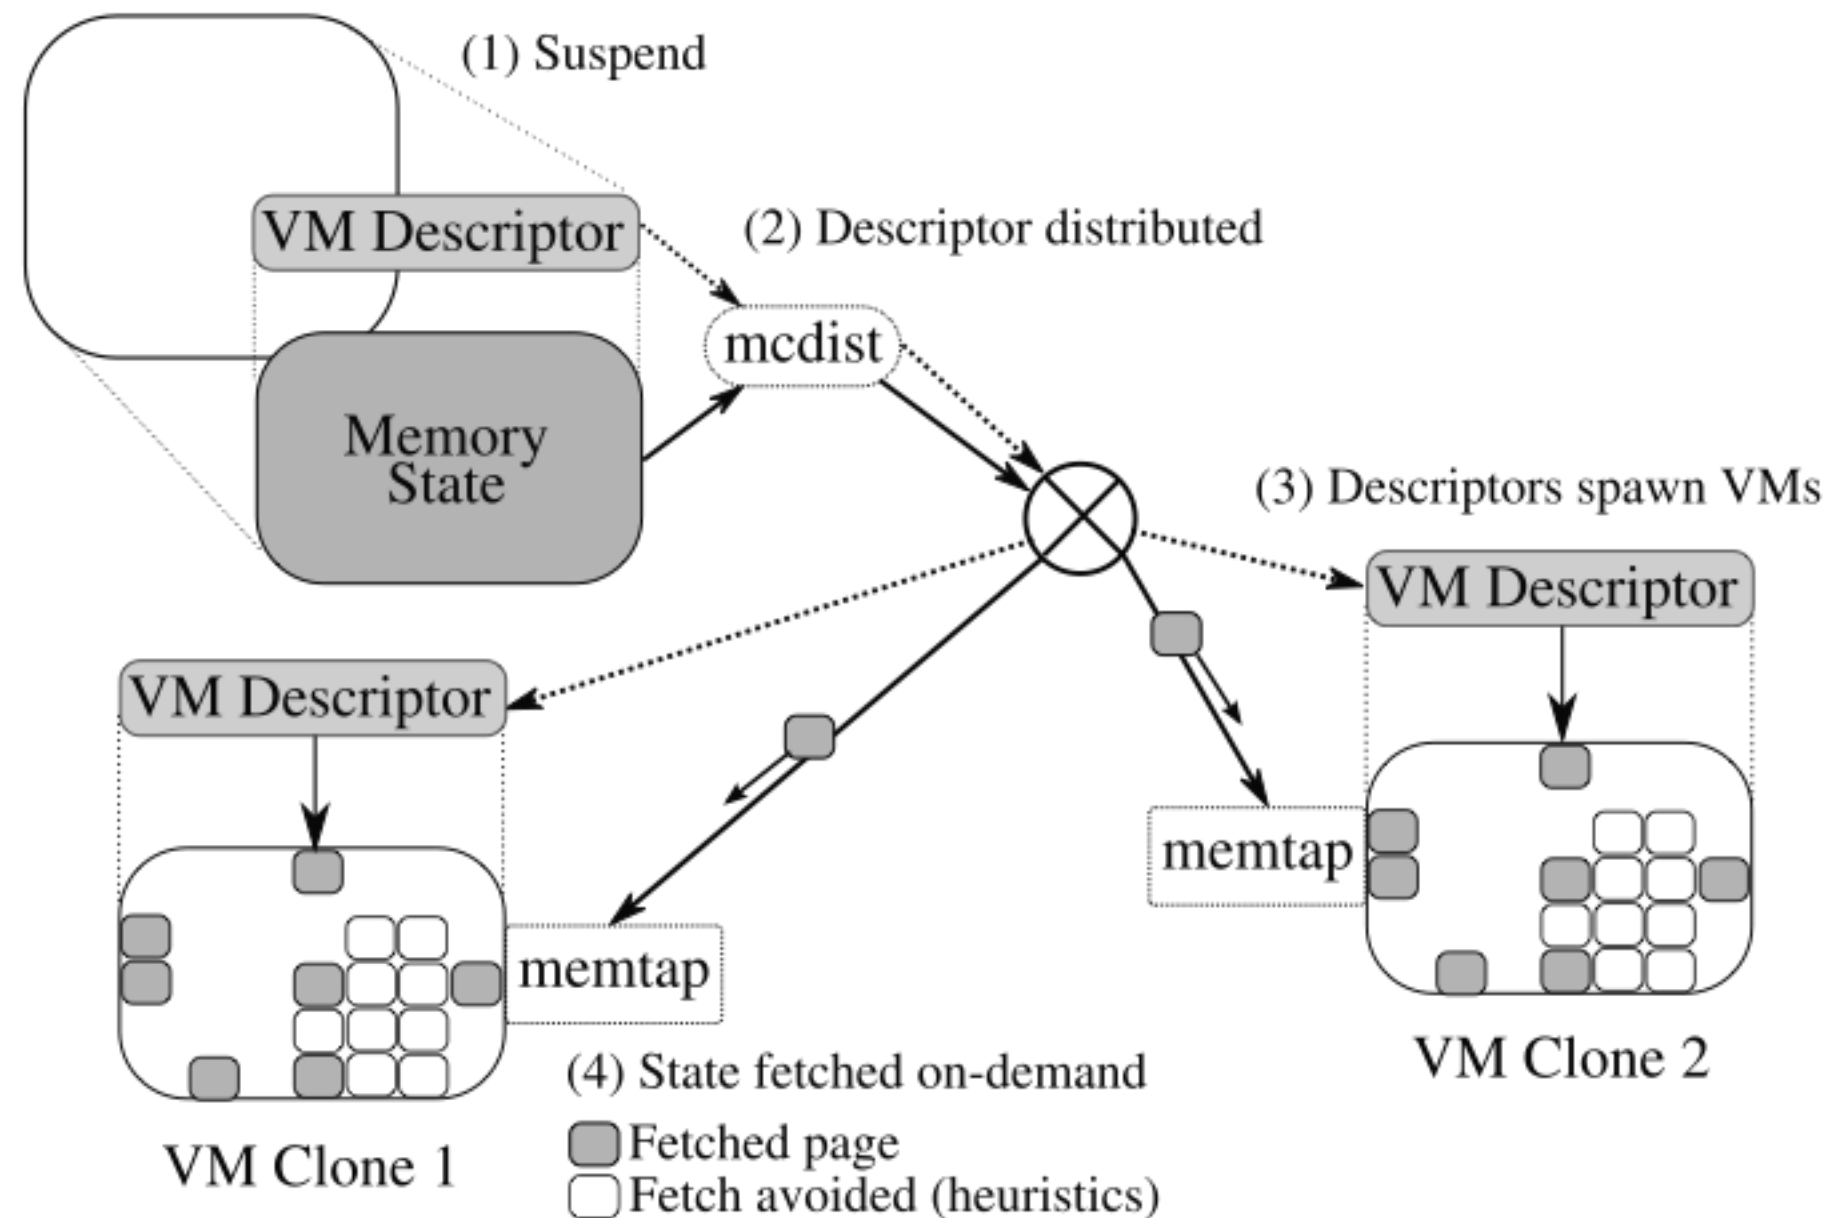 (1) Suspend
VM Descriptor
(2) Descriptor distributed
mcdist
Memory
State
(3) Descriptors spawn VMs
VM Descriptor
VM Descriptor
memtap
memtap
VM Clone 2
(4) State fetched on-demand
Fetched page
VM Clone 1
Fetch avoided (heuristics)